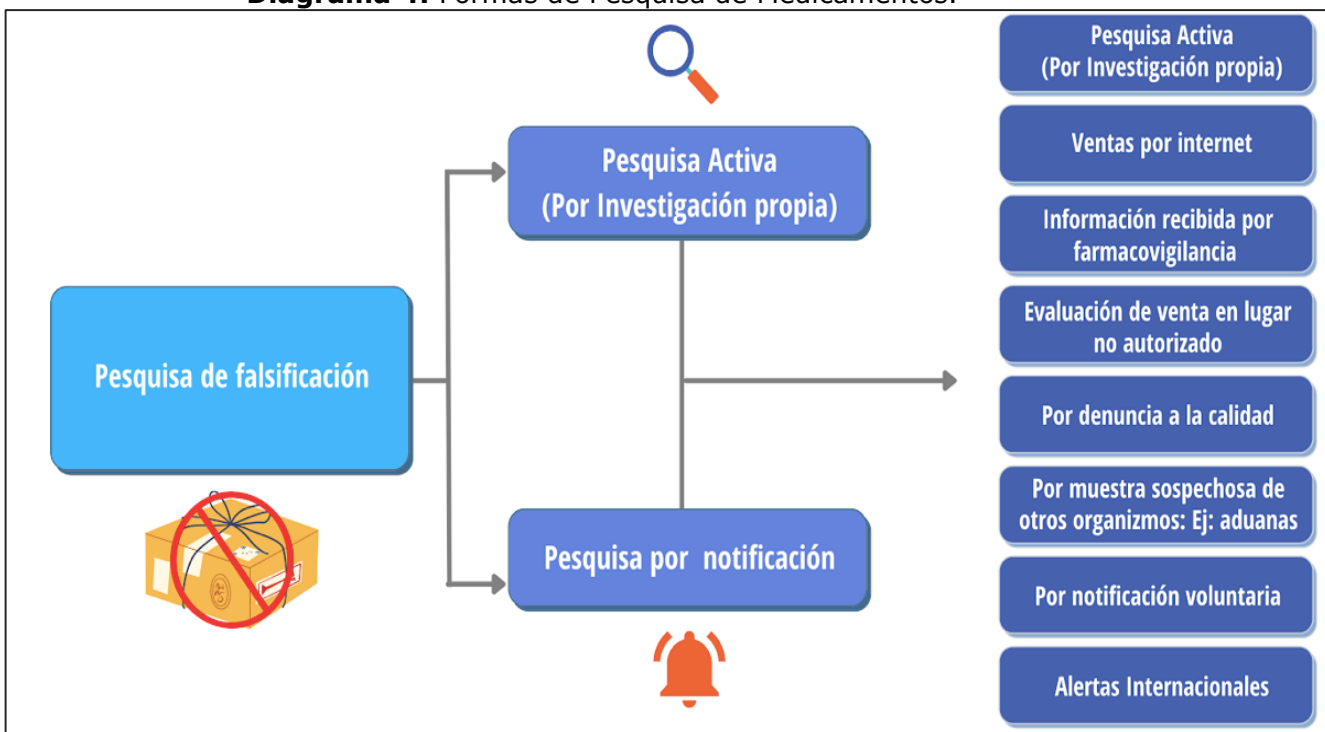 Diagrama 4. Formas de Pesquisa de Medicamentos.
Pesquisa de falsificación
Pesquisa Activa
(Por Investigación propia)
Pesquisa por notificación
Pesquisa Activa
(Por Investigación propia)
Ventas por internet
Información recibida por
farmacovigilancia
Evaluación de venta en lugar
no autorizado
Por denuncia a la calidad
Por muestra sospechosa de
otros organizmos: Ej: aduanas
Por notificación voluntaria
Alertas Internacionales